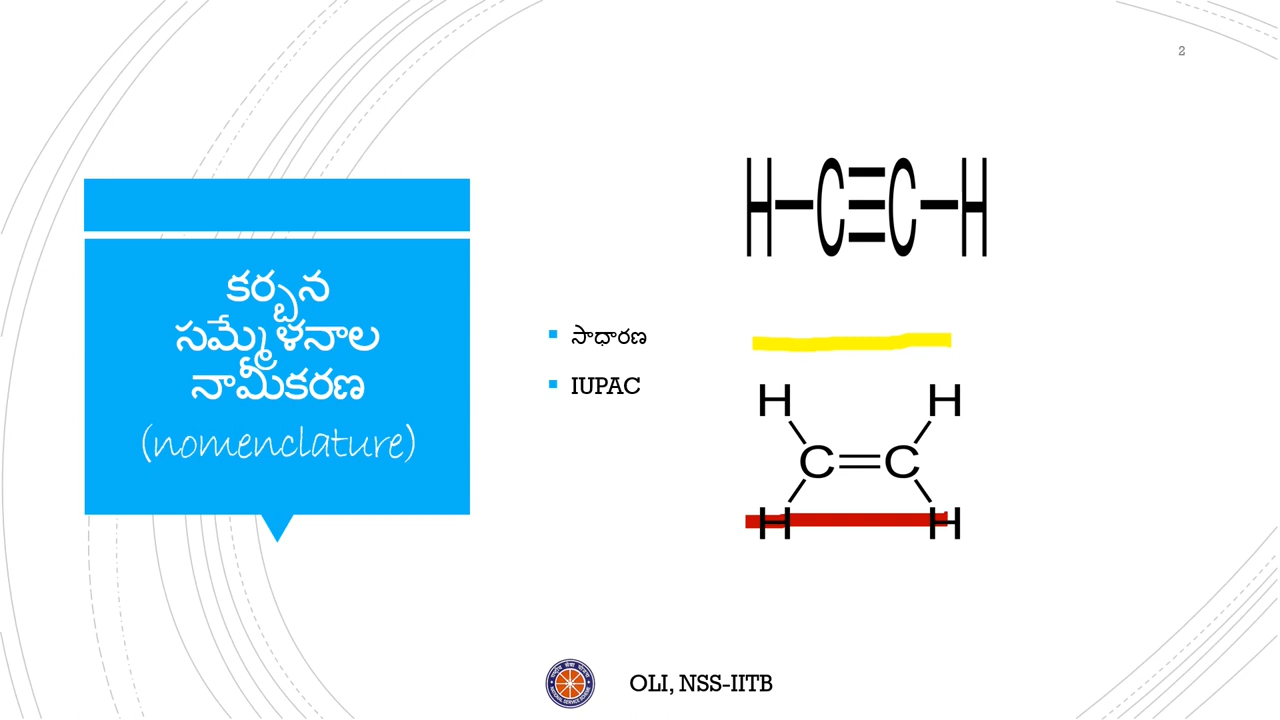 2
కర్బన
సమ్మేళనాల
నామీకరణ
(nomenclature)
సాధారణ
IUPAC
H–C≡C–H
H H
C=C
H H
OLI, NSS-IITB